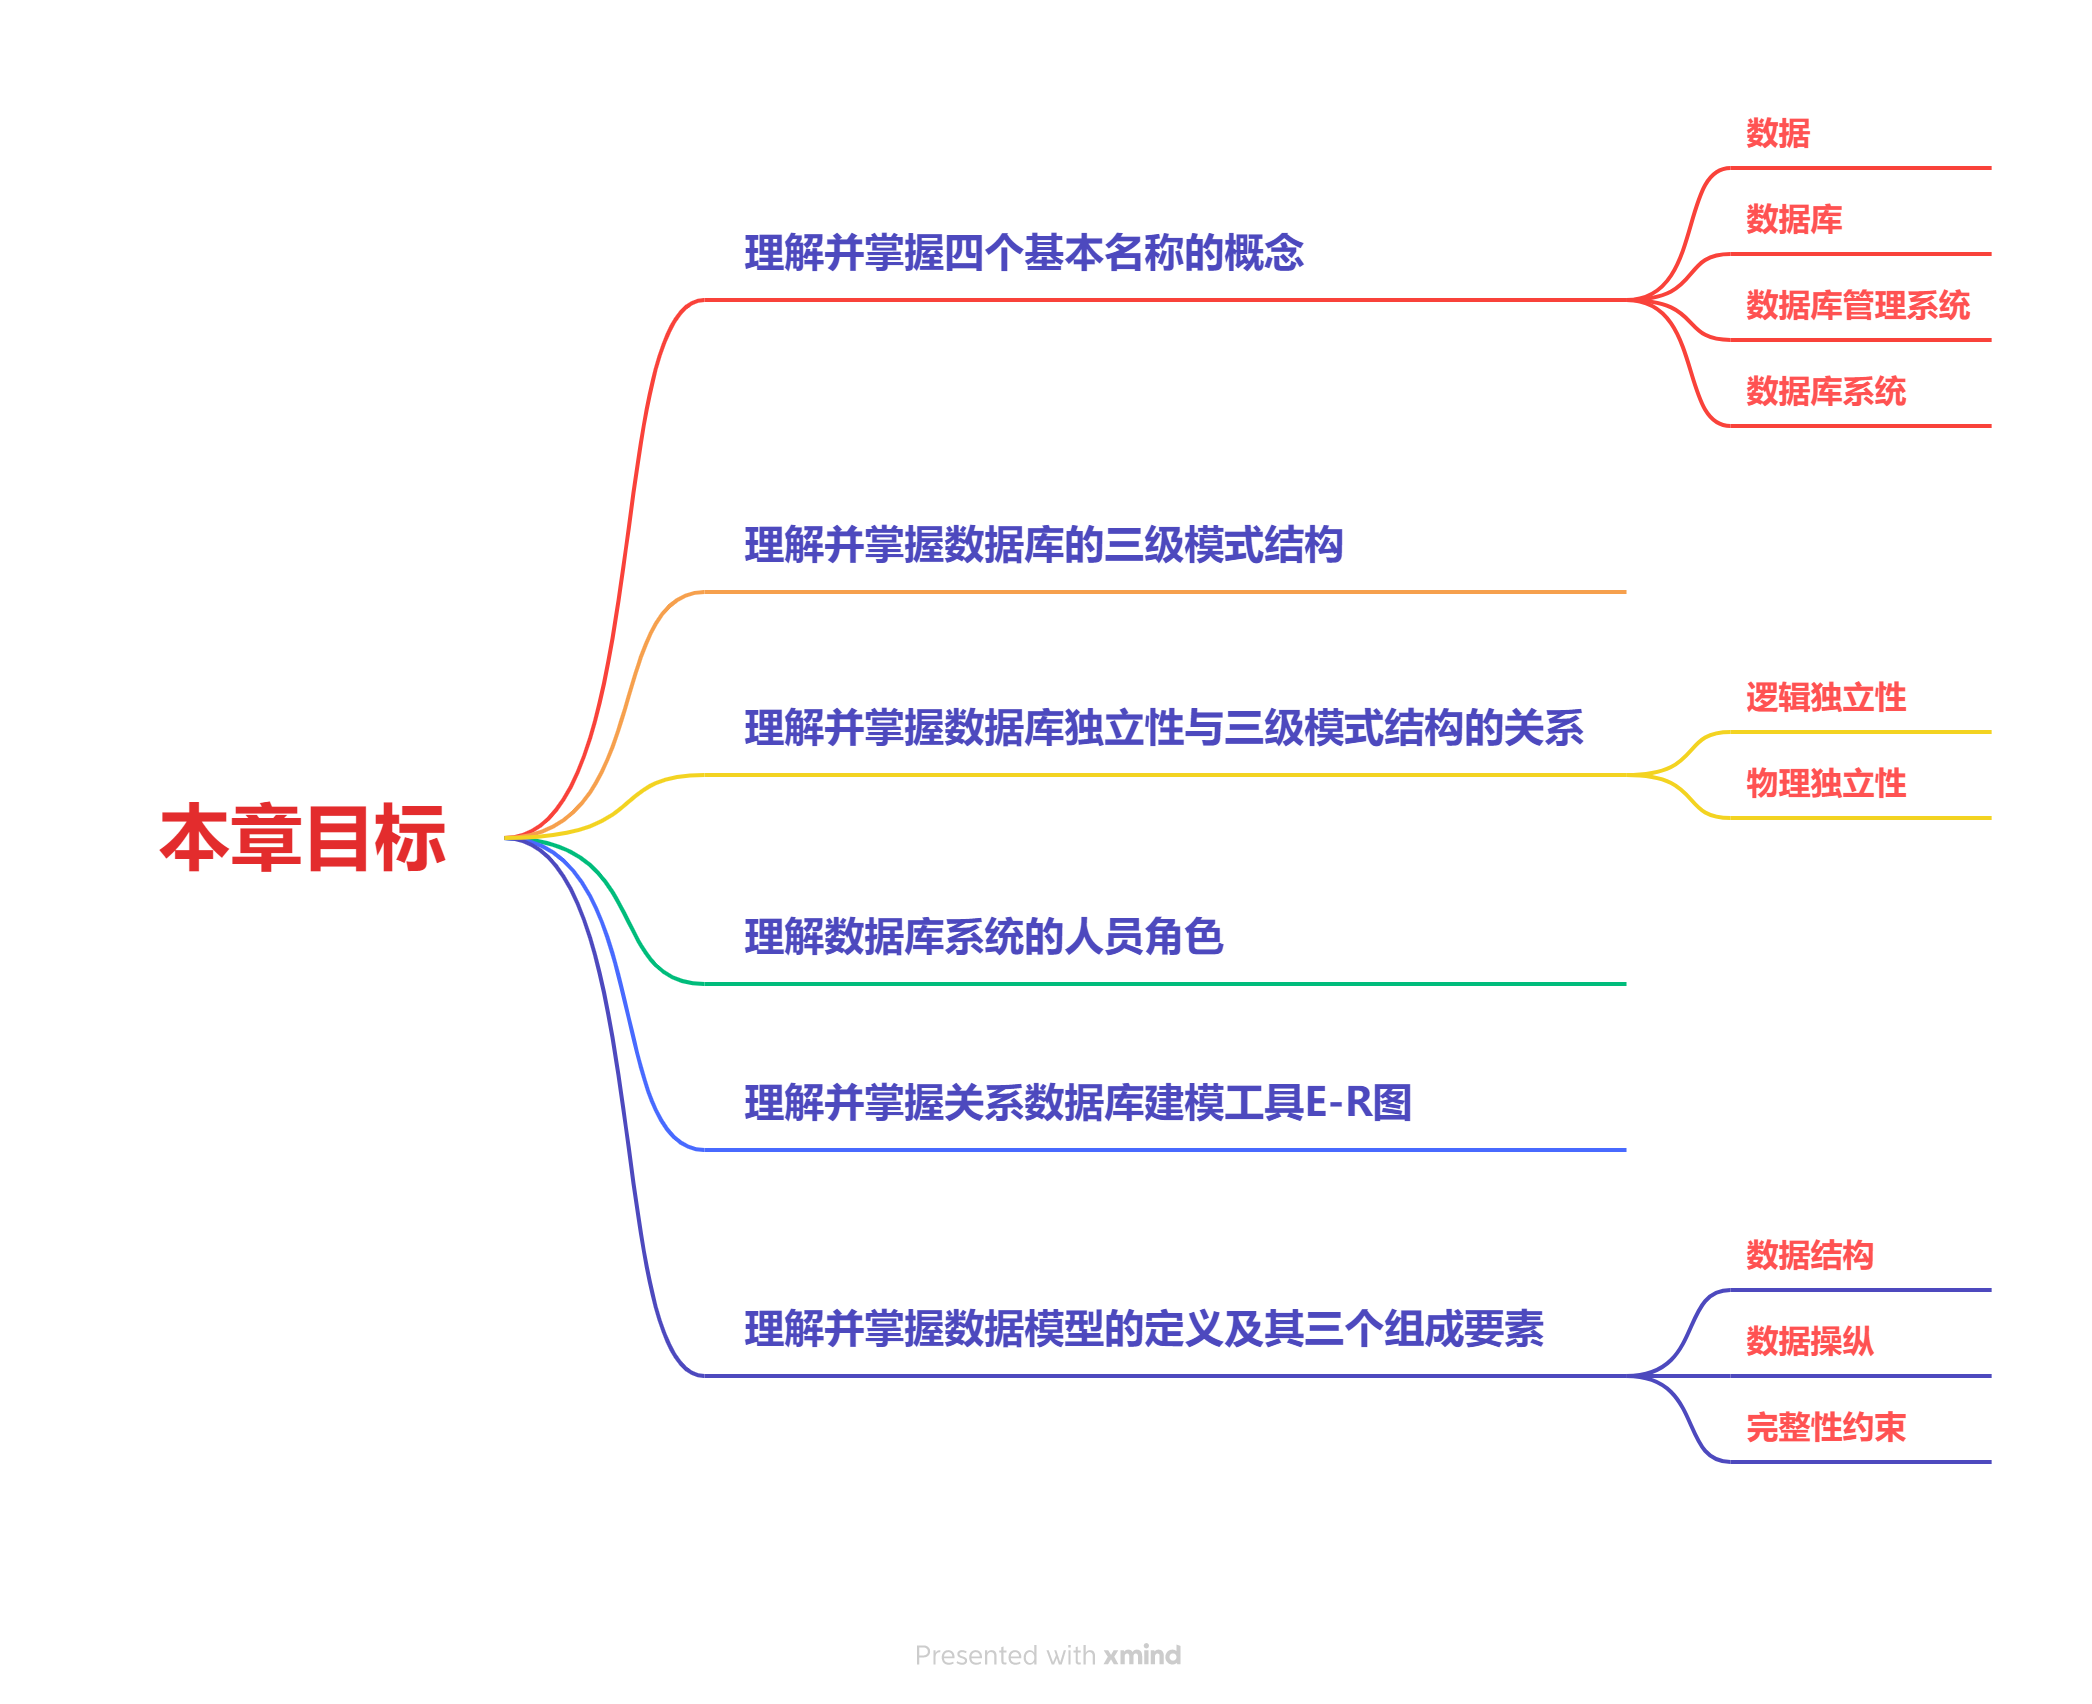 本章目标
理解并掌握四个基本名称的概念
数据
数据库
数据库管理系统
数据库系统
理解并掌握数据库的三级模式结构
理解并掌握数据库独立性与三级模式结构的关系
逻辑独立性
物理独立性
理解数据库系统的人员角色
理解并掌握关系数据库建模工具E-R图
理解并掌握数据模型的定义及其三个组成要素
数据结构
数据操纵
完整性约束
Presented with xmind